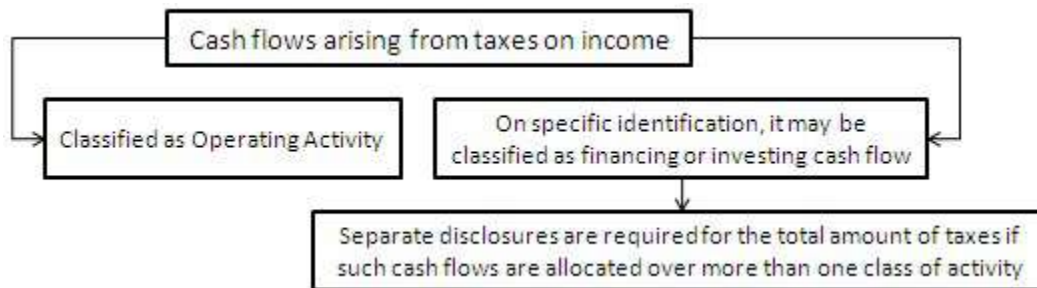 Cash flows arising from taxes on income
Classified as Operating Activity
On specific identification, it may be
classified as financing or investing cash flow
Separate disclosures are required for the total amount of taxes if
such cash flows are allocated over more than one class of activity